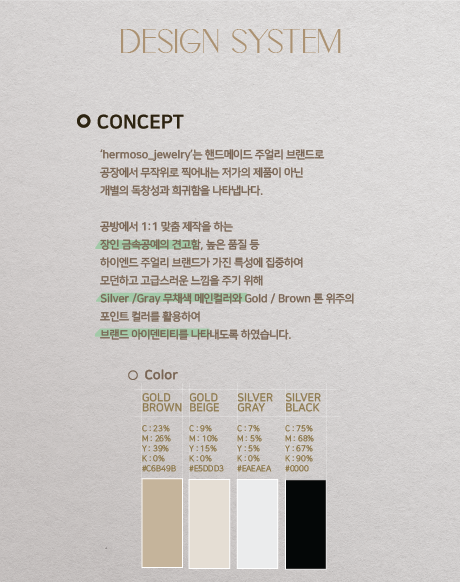 DESIGN SYSTEM
CONCEPT
'hermoso_jewelry'는 핸드메이드 주얼리 브랜드로
공장에서 무작위로 찍어내는 저가의 제품이 아닌
개별의 독창성과 희귀함을 나타냅나다.
공방에서 1:1 맞춤 제작을 하는
장인 금속공예의 견고함, 높은 품질 등
하이엔드 주얼리 브랜드가 가진 특성에 집중하여
모던하고 고급스러운 느낌을 주기 위해
Silver /Gray 무채색 메인컬러와 Gold / Brown 톤 위주의
포인트 컬러를 활용하여
브랜드 아이덴티티를 나타내도록 하였습니다.
Color
GOLD BROWN
C : 23%
M : 26%
Y : 39%
K : 0%
#C6B49B
GOLD BEIGE
C : 9%
M : 10%
Y : 15%
K : 0%
#E5DDD3
SILVER GRAY
C : 7%
M : 5%
Y : 5%
K : 0%
#EAEAEA
SILVER BLACK
C : 75%
M : 68%
Y : 67%
K : 90%
#0000